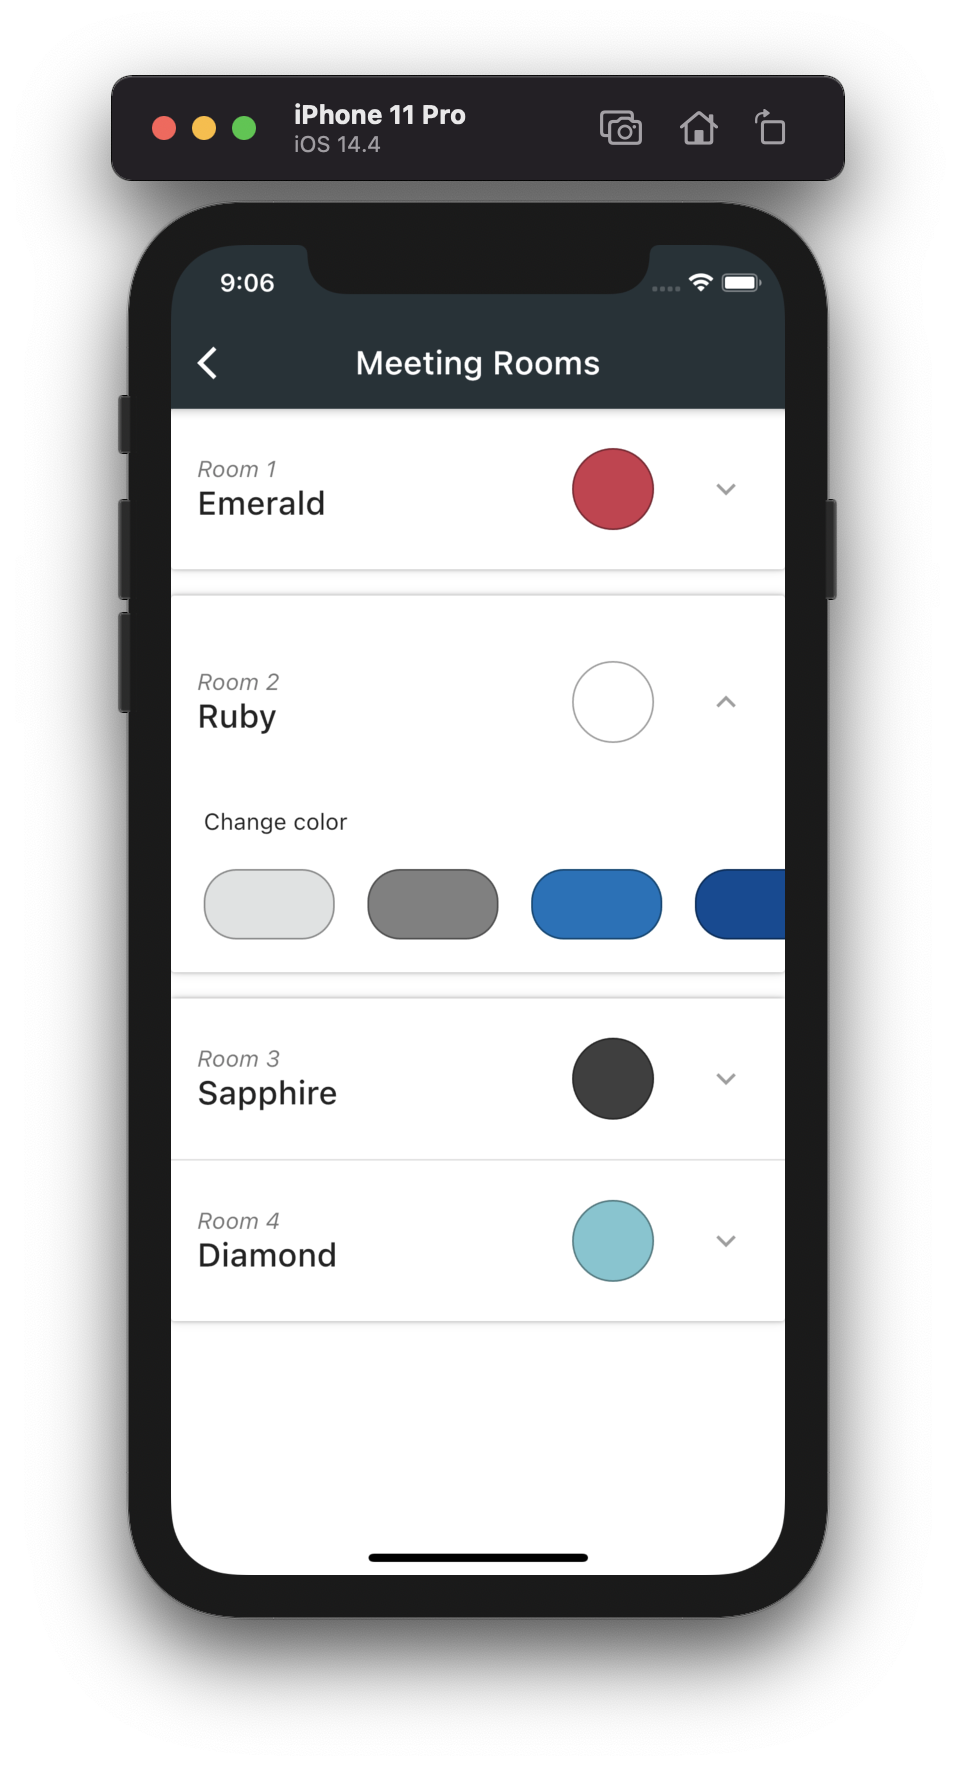 iPhone 11 Pro
iOS 14.4
9:06
Meeting Rooms
Room 1
Emerald
Room 2
Ruby
Change color
Room 3
Sapphire
Room 4
Diamond